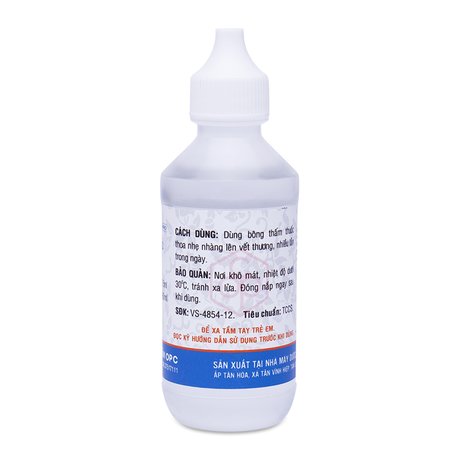 CÁCH DÙNG: Dùng bông thấm thuốc
thoa nhẹ nhàng lên vết thương, nhiều lần
trong ngày.
BẢO QUẢN: Nơi khô mát, nhiệt độ dưới
30°C, tránh xa lửa. Đóng nắp ngay sau
khi dùng.
SĐK: VS-4854-12. Tiêu chuẩn: TCCS
ĐỂ XA TẦM TAY TRẺ EM.
ĐỌC KỸ HƯỚNG DẪN SỬ DỤNG TRƯỚC KHI DÙNG
OPC
SẢN XUẤT TẠI NHÀ MÁY DƯỢC
ẤP TÂN HÓA, XÃ TÂN VĨNH HIỆP